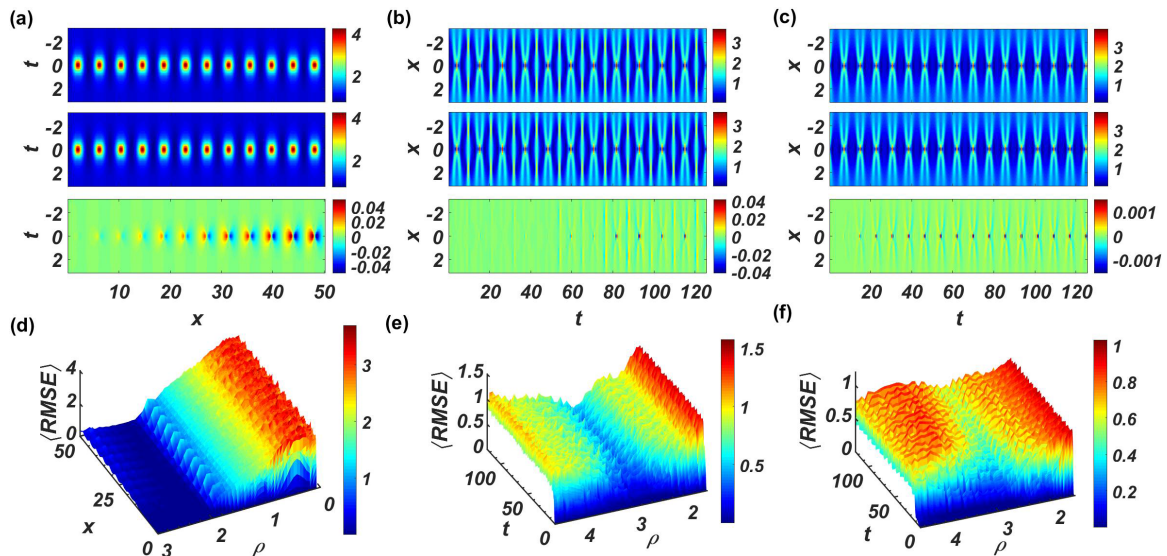 (a) (b) (c)
-2 0 2 t 4 3 2 1 -2 0 2 x 3 2 1 -2 0 2 x 3 2 1
-2 0 2 t 4 2 -2 0 2 x 3 2 1 -2 0 2 x 3 2 1
-2 0 2 t 0.04 0.02 0 -0.02 -0.04 -2 0 2 x 0.04 0.02 0 -0.02 -0.04 -2 0 2 x 0.001 0 -0.001
10 20 30 40 50 20 40 60 80 100 120 20 40 60 80 100 120
x t t
(d) (e) (f)
⟨RMSE⟩ 4 2 0 50 25 0 x 3 2 1 0 ρ 3 2 1
⟨RMSE⟩ 1.5 1.0 0.5 0 100 50 0 t 4 3 2 ρ 1.5 1 0.5
⟨RMSE⟩ 1 0.5 0 100 50 0 t 4 3 2 ρ 1 0.8 0.6 0.4 0.2